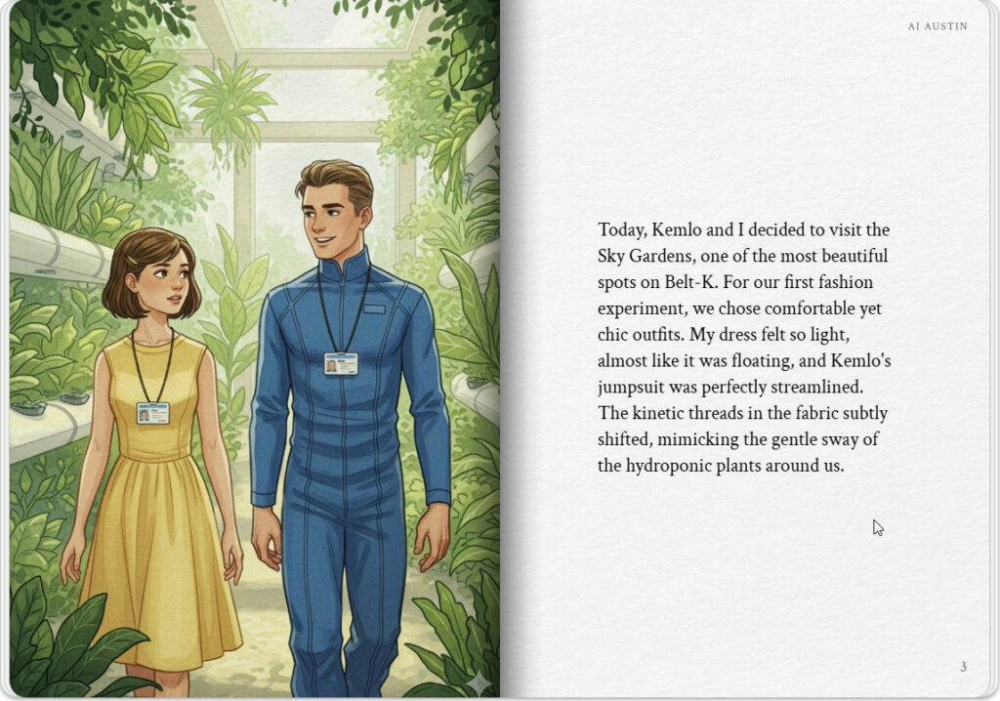 AI AUSTIN
Today, Kemlo and I decided to visit the
Sky Gardens, one of the most beautiful
spots on Belt-K. For our first fashion
experiment, we chose comfortable yet
chic outfits. My dress felt so light,
almost like it was floating, and Kemlo's
jumpsuit was perfectly streamlined.
The kinetic threads in the fabric subtly
shifted, mimicking the gentle sway of
the hydroponic plants around us.
3